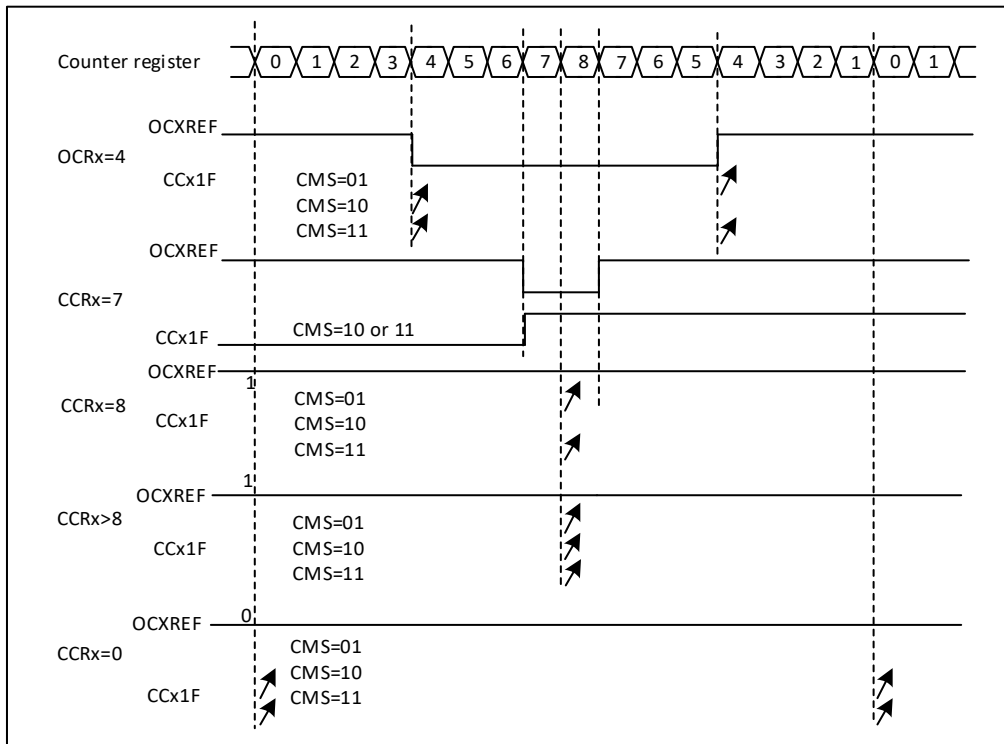 Counter register 0 1 2 3 4 5 6 7 8 7 6 5 4 3 2 1 0 1
OCXREF
OCRx=4
CCx1F
CMS=01
CMS=10
CMS=11
OCXREF
CCRx=7
CCx1F
CMS=10 or 11
OCXREF
1
CCRx=8
CCx1F
CMS=01
CMS=10
CMS=11
OCXREF
1
CCRx>8
CCx1F
CMS=01
CMS=10
CMS=11
OCXREF
0
CCRx=0
CCx1F
CMS=01
CMS=10
CMS=11